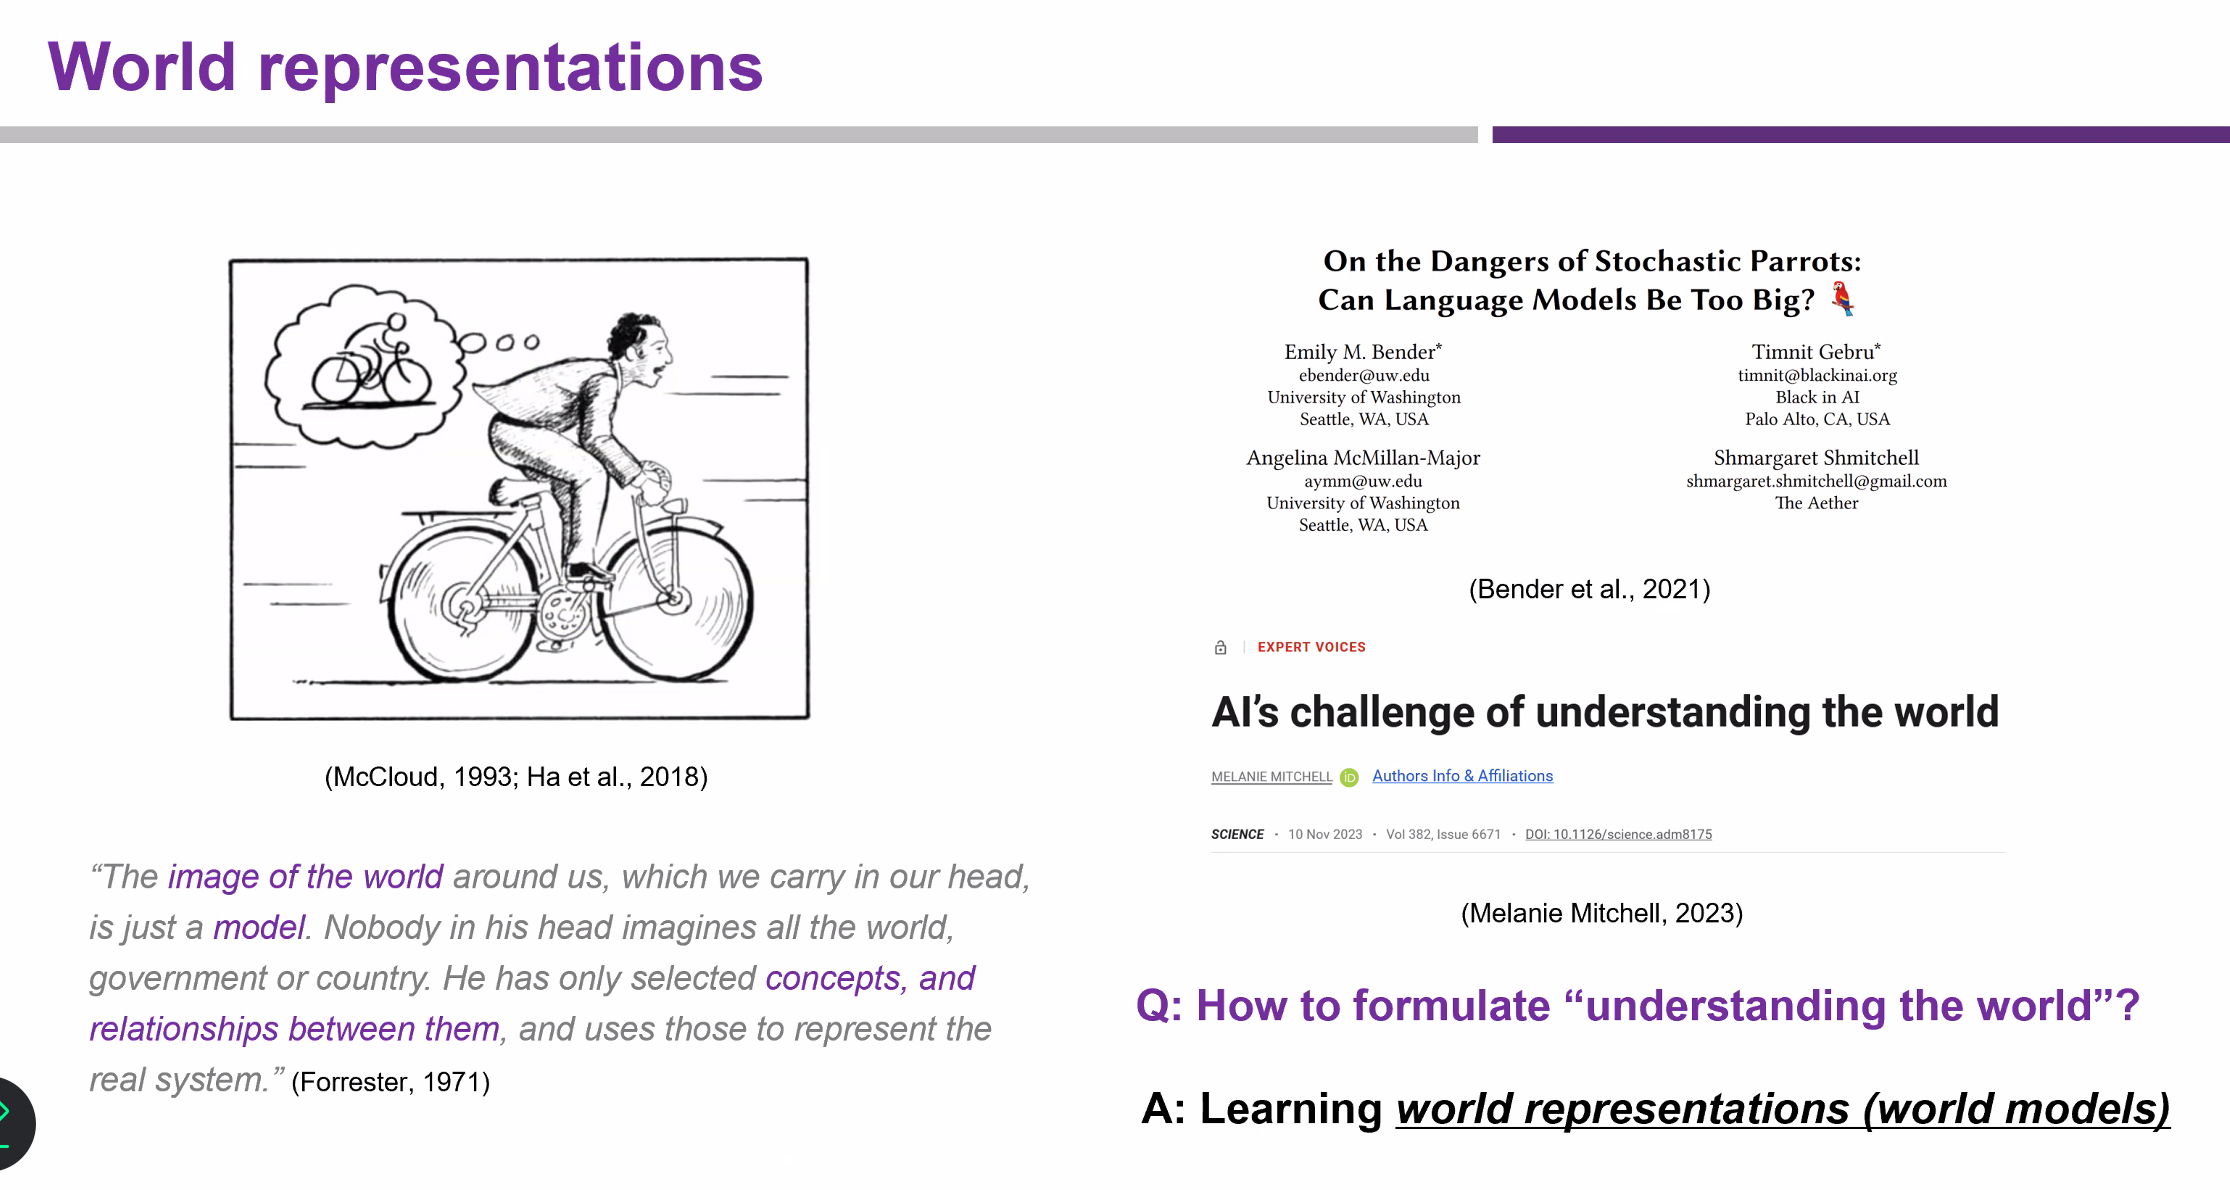 World representations
(McCloud, 1993; Ha et al., 2018)
“The image of the world around us, which we carry in our head,
is just a model. Nobody in his head imagines all the world,
government or country. He has only selected concepts, and
relationships between them, and uses those to represent the
real system.” (Forrester, 1971)
On the Dangers of Stochastic Parrots:
Can Language Models Be Too Big? 🦜
Emily M. Bender*
ebender@uw.edu
University of Washington
Seattle, WA, USA
Timnit Gebru*
timnit@blackinai.org
Black in AI
Palo Alto, CA, USA
Angelina McMillan-Major
aymm@uw.edu
University of Washington
Seattle, WA, USA
Shmargaret Shmitchell
shmargaret.shmitchell@gmail.com
The Aether
(Bender et al., 2021)
EXPERT VOICES
AI’s challenge of understanding the world
MELANIE MITCHELL iD Authors Info & Affiliations
SCIENCE • 10 Nov 2023 • Vol 382, Issue 6671 • DOI: 10.1126/science.adm8175
(Melanie Mitchell, 2023)
Q: How to formulate “understanding the world”?
A: Learning world representations (world models)